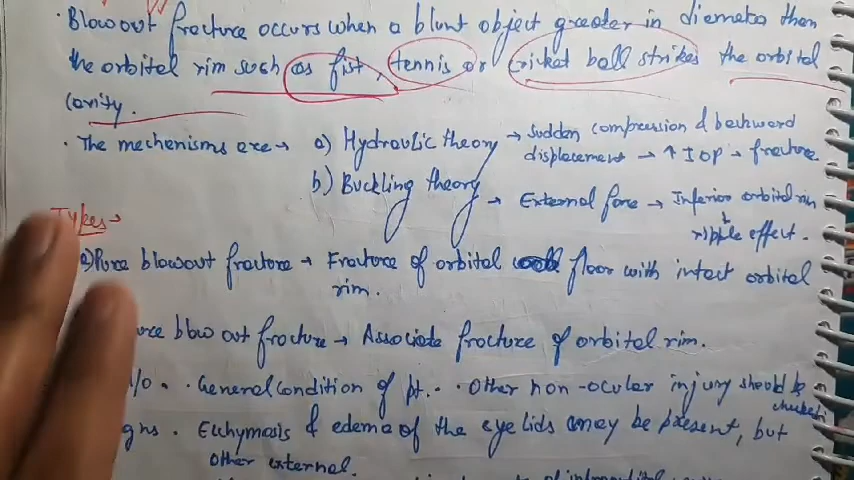 · Blow out fracture occurs when a blunt object greater in diameter than
the orbital rim such as fist, tennis or cricket ball strikes the orbital
cavity.
· The mechanisms are → a) Hydraulic theory → sudden compression & backward
displacement → ↑ IOP → fracture
b) Buckling theory → External force → Inferior orbital rim
↓
ripple effect.
Types →
a) Pure blowout fracture → Fracture of orbital floor with intact orbital
rim.
blow out fracture → Associate fracture of orbital rim.
· General condition of pt. · Other non-ocular injury should be
checked.
· Ecchymosis & edema of the eye lids may be present, but
other external.